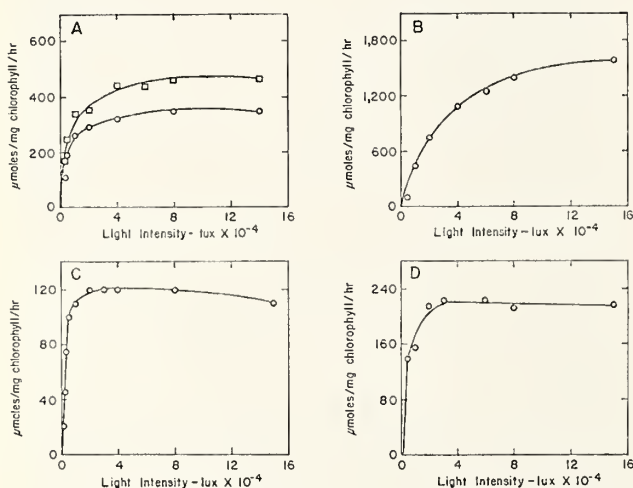 A
600
400
200
0
μmoles/mg chlorophyll/hr
0 4 8 12 16
Light Intensity - lux X 10⁻⁴
B
1,800
1,200
600
0
μmoles/mg chlorophyll/hr
0 4 8 12 16
Light Intensity - lux X 10⁻⁴
C
120
80
40
0
μmoles/mg chlorophyll/hr
0 4 8 12 16
Light Intensity - lux X 10⁻⁴
D
240
160
80
0
μmoles/mg chlorophyll/hr
0 4 8 12 16
Light Intensity - lux X 10⁻⁴